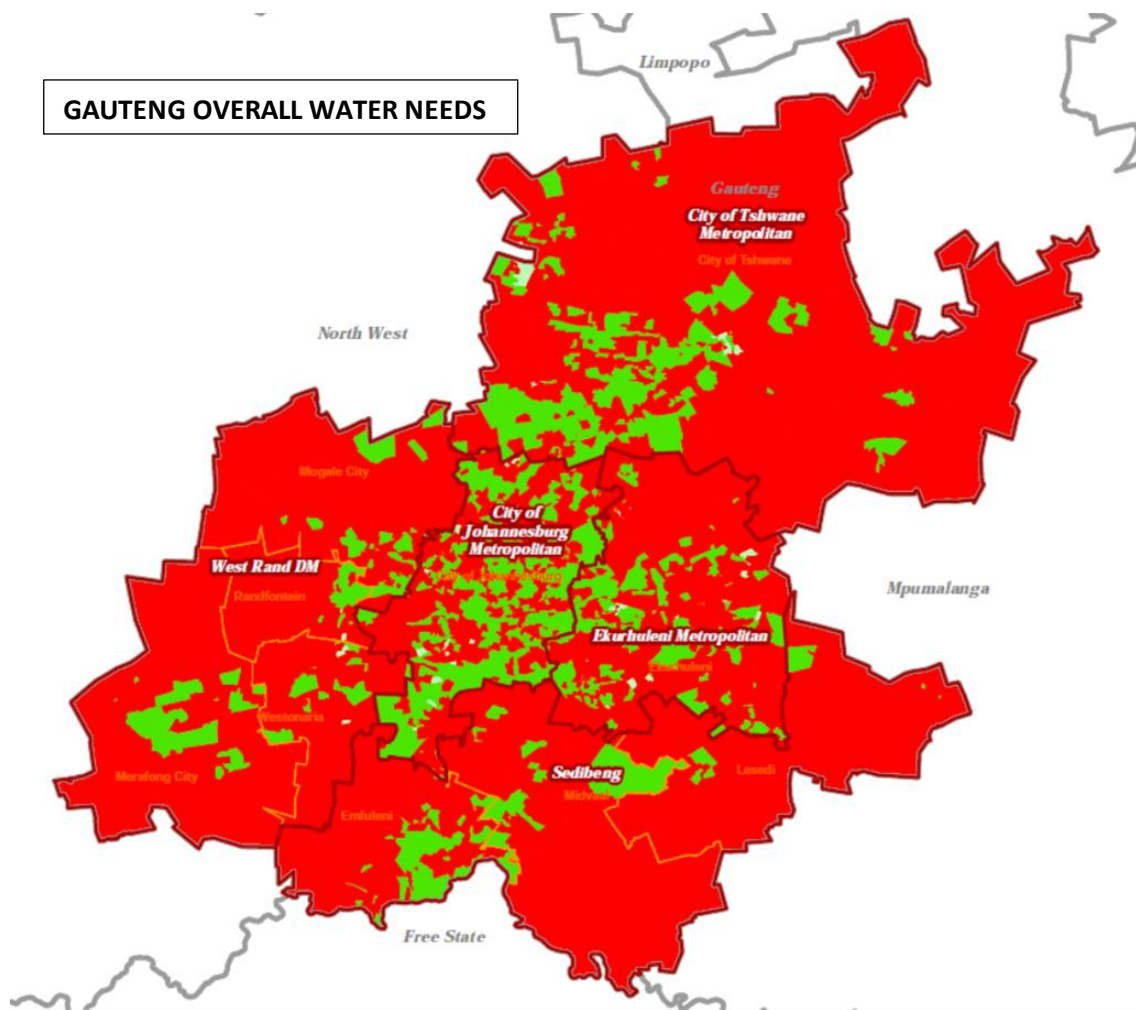 Limpopo
GAUTENG OVERALL WATER NEEDS
Gauteng
City of Tshwane
Metropolitan
City of Tshwane
North West
Mogale City
City of
Johannesburg
Metropolitan
West Rand DM
Randfontein
Mpumalanga
Ekurhuleni Metropolitan
Ekurhuleni
Westonaria
Merafong City
Sedibeng
Lesedi
Midvaal
Emfuleni
Free State